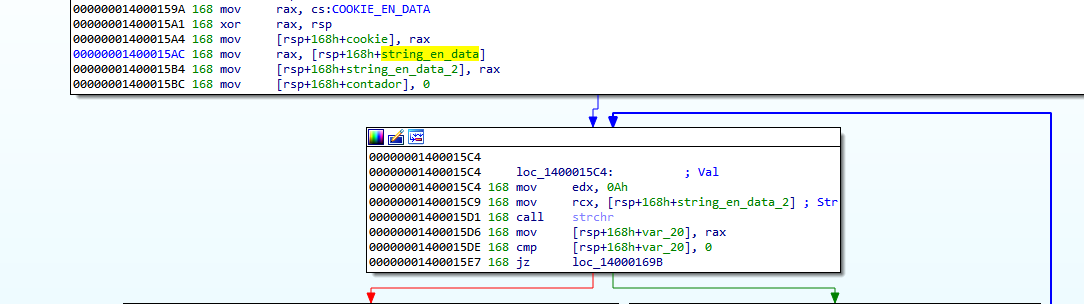 000000014000159A 168 mov     rax, cs:COOKIE_EN_DATA
00000001400015A1 168 xor     rax, rsp
00000001400015A4 168 mov     [rsp+168h+cookie], rax
00000001400015AC 168 mov     rax, [rsp+168h+string_en_data]
00000001400015B4 168 mov     [rsp+168h+string_en_data_2], rax
00000001400015BC 168 mov     [rsp+168h+contador], 0
00000001400015C4
00000001400015C4     loc_1400015C4:          ; Val
00000001400015C4 168 mov     edx, 0Ah
00000001400015C9 168 mov     rcx, [rsp+168h+string_en_data_2] ; Str
00000001400015D1 168 call    strchr
00000001400015D6 168 mov     [rsp+168h+var_20], rax
00000001400015DE 168 cmp     [rsp+168h+var_20], 0
00000001400015E7 168 jz      loc_14000169B